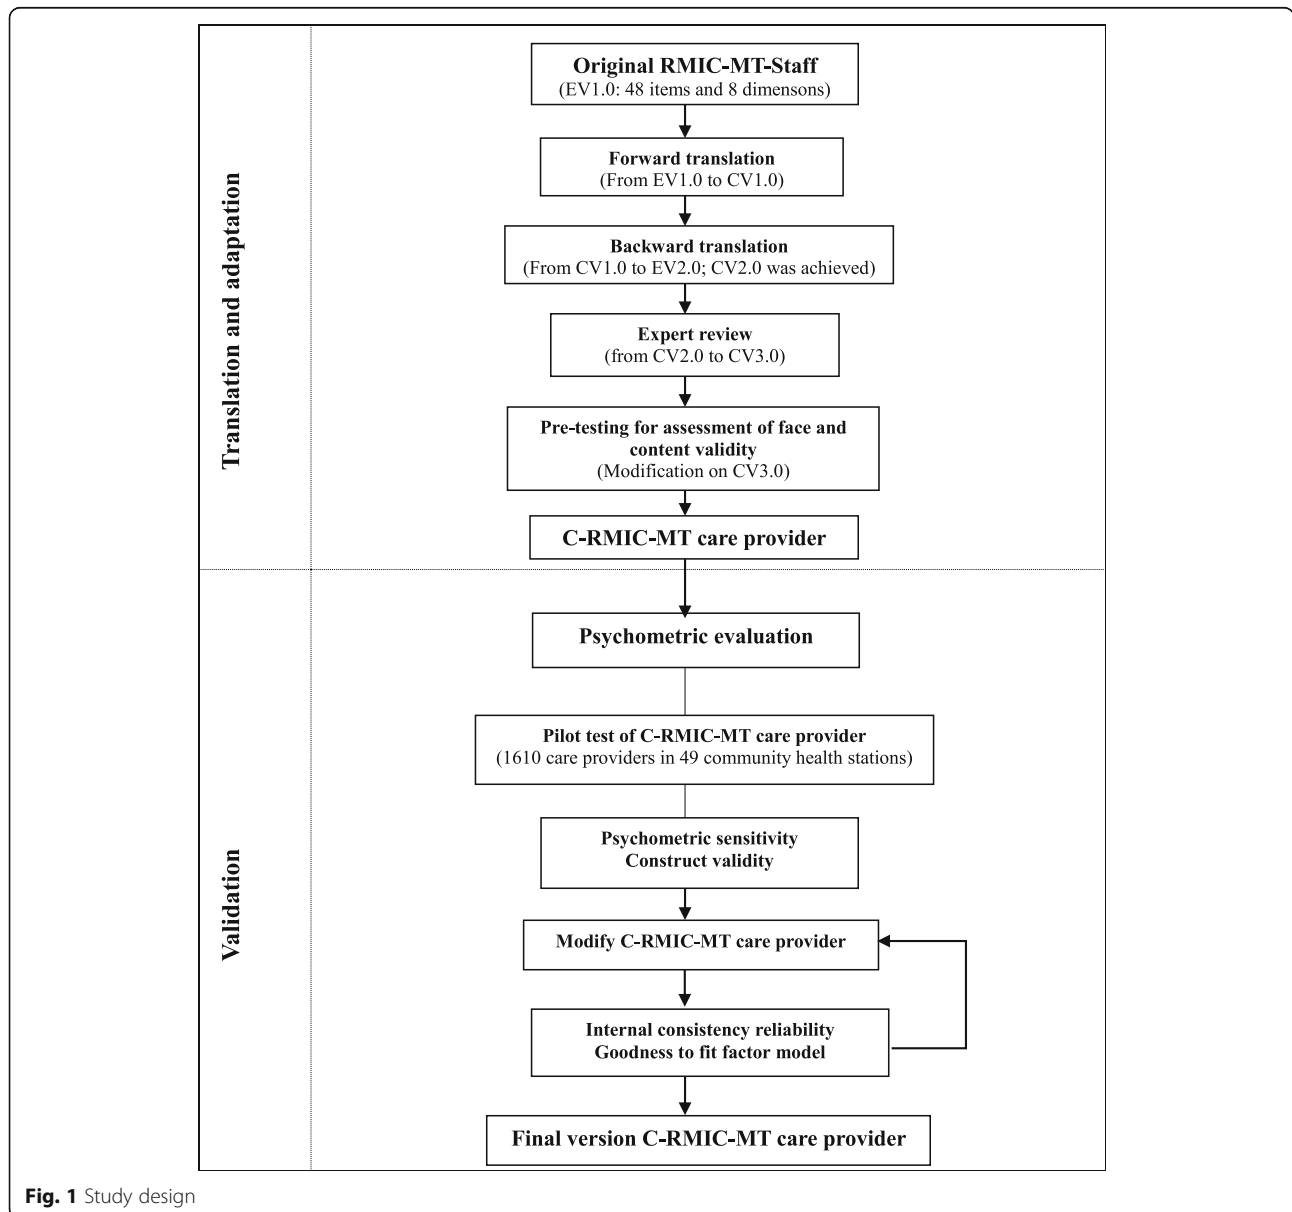 Original RMIC-MT-Staff
(EV1.0: 48 items and 8 dimensons)
Forward translation
(From EV1.0 to CV1.0)
Backward translation
(From CV1.0 to EV2.0; CV2.0 was achieved)
Expert review
(from CV2.0 to CV3.0)
Pre-testing for assessment of face and
content validity
(Modification on CV3.0)
C-RMIC-MT care provider
Translation and adaptation
Psychometric evaluation
Pilot test of C-RMIC-MT care provider
(1610 care providers in 49 community health stations)
Psychometric sensitivity
Construct validity
Modify C-RMIC-MT care provider
Internal consistency reliability
Goodness to fit factor model
Final version C-RMIC-MT care provider
Validation
Fig. 1 Study design